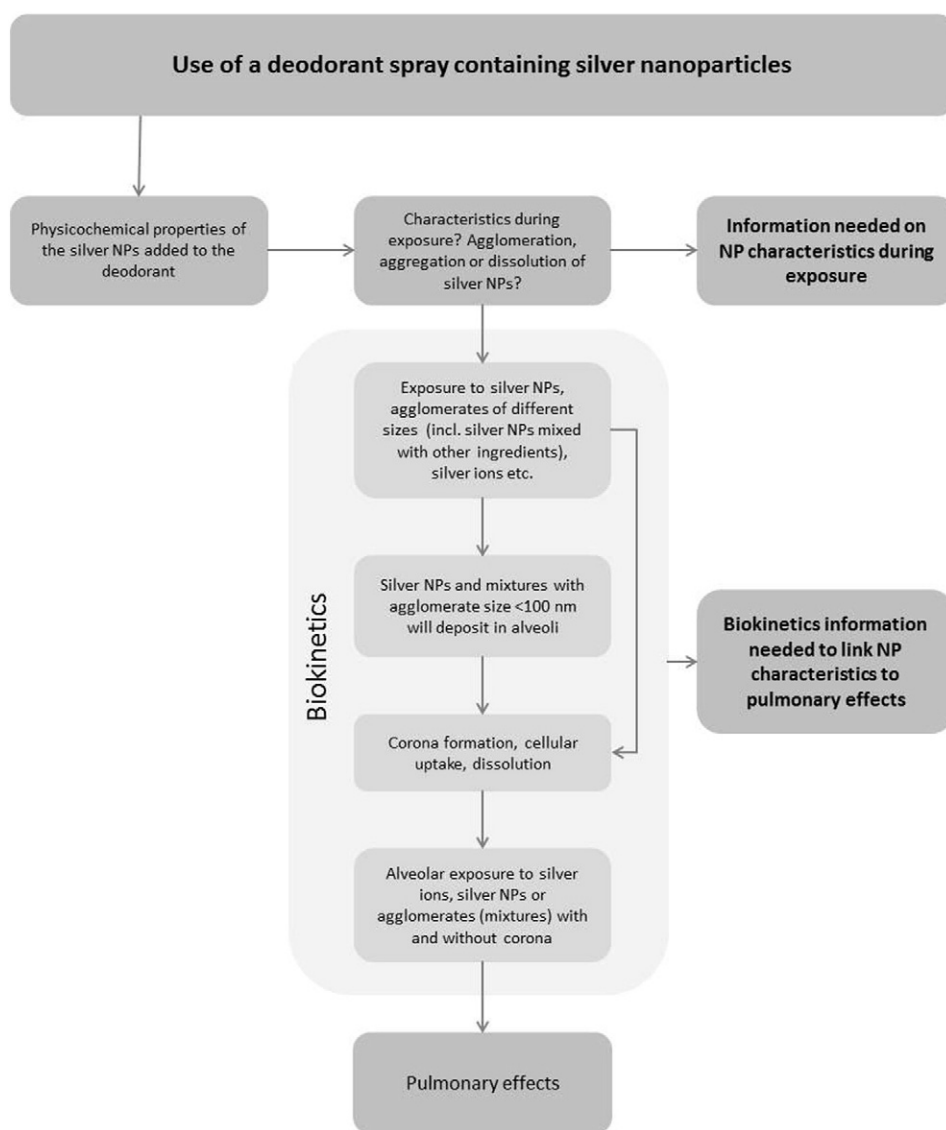 Use of a deodorant spray containing silver nanoparticles
Physicochemical properties
of the silver NPs added to the
deodorant
Characteristics during
exposure? Agglomeration,
aggregation or dissolution of
silver NPs?
Information needed on
NP characteristics during
exposure
Exposure to silver NPs,
agglomerates of different
sizes (incl. silver NPs mixed
with other ingredients),
silver ions etc.
Silver NPs and mixtures with
agglomerate size <100 nm
will deposit in alveoli
Biokinetics
Biokinetics information
needed to link NP
characteristics to
pulmonary effects
Corona formation, cellular
uptake, dissolution
Alveolar exposure to silver
ions, silver NPs or
agglomerates (mixtures) with
and without corona
Pulmonary effects